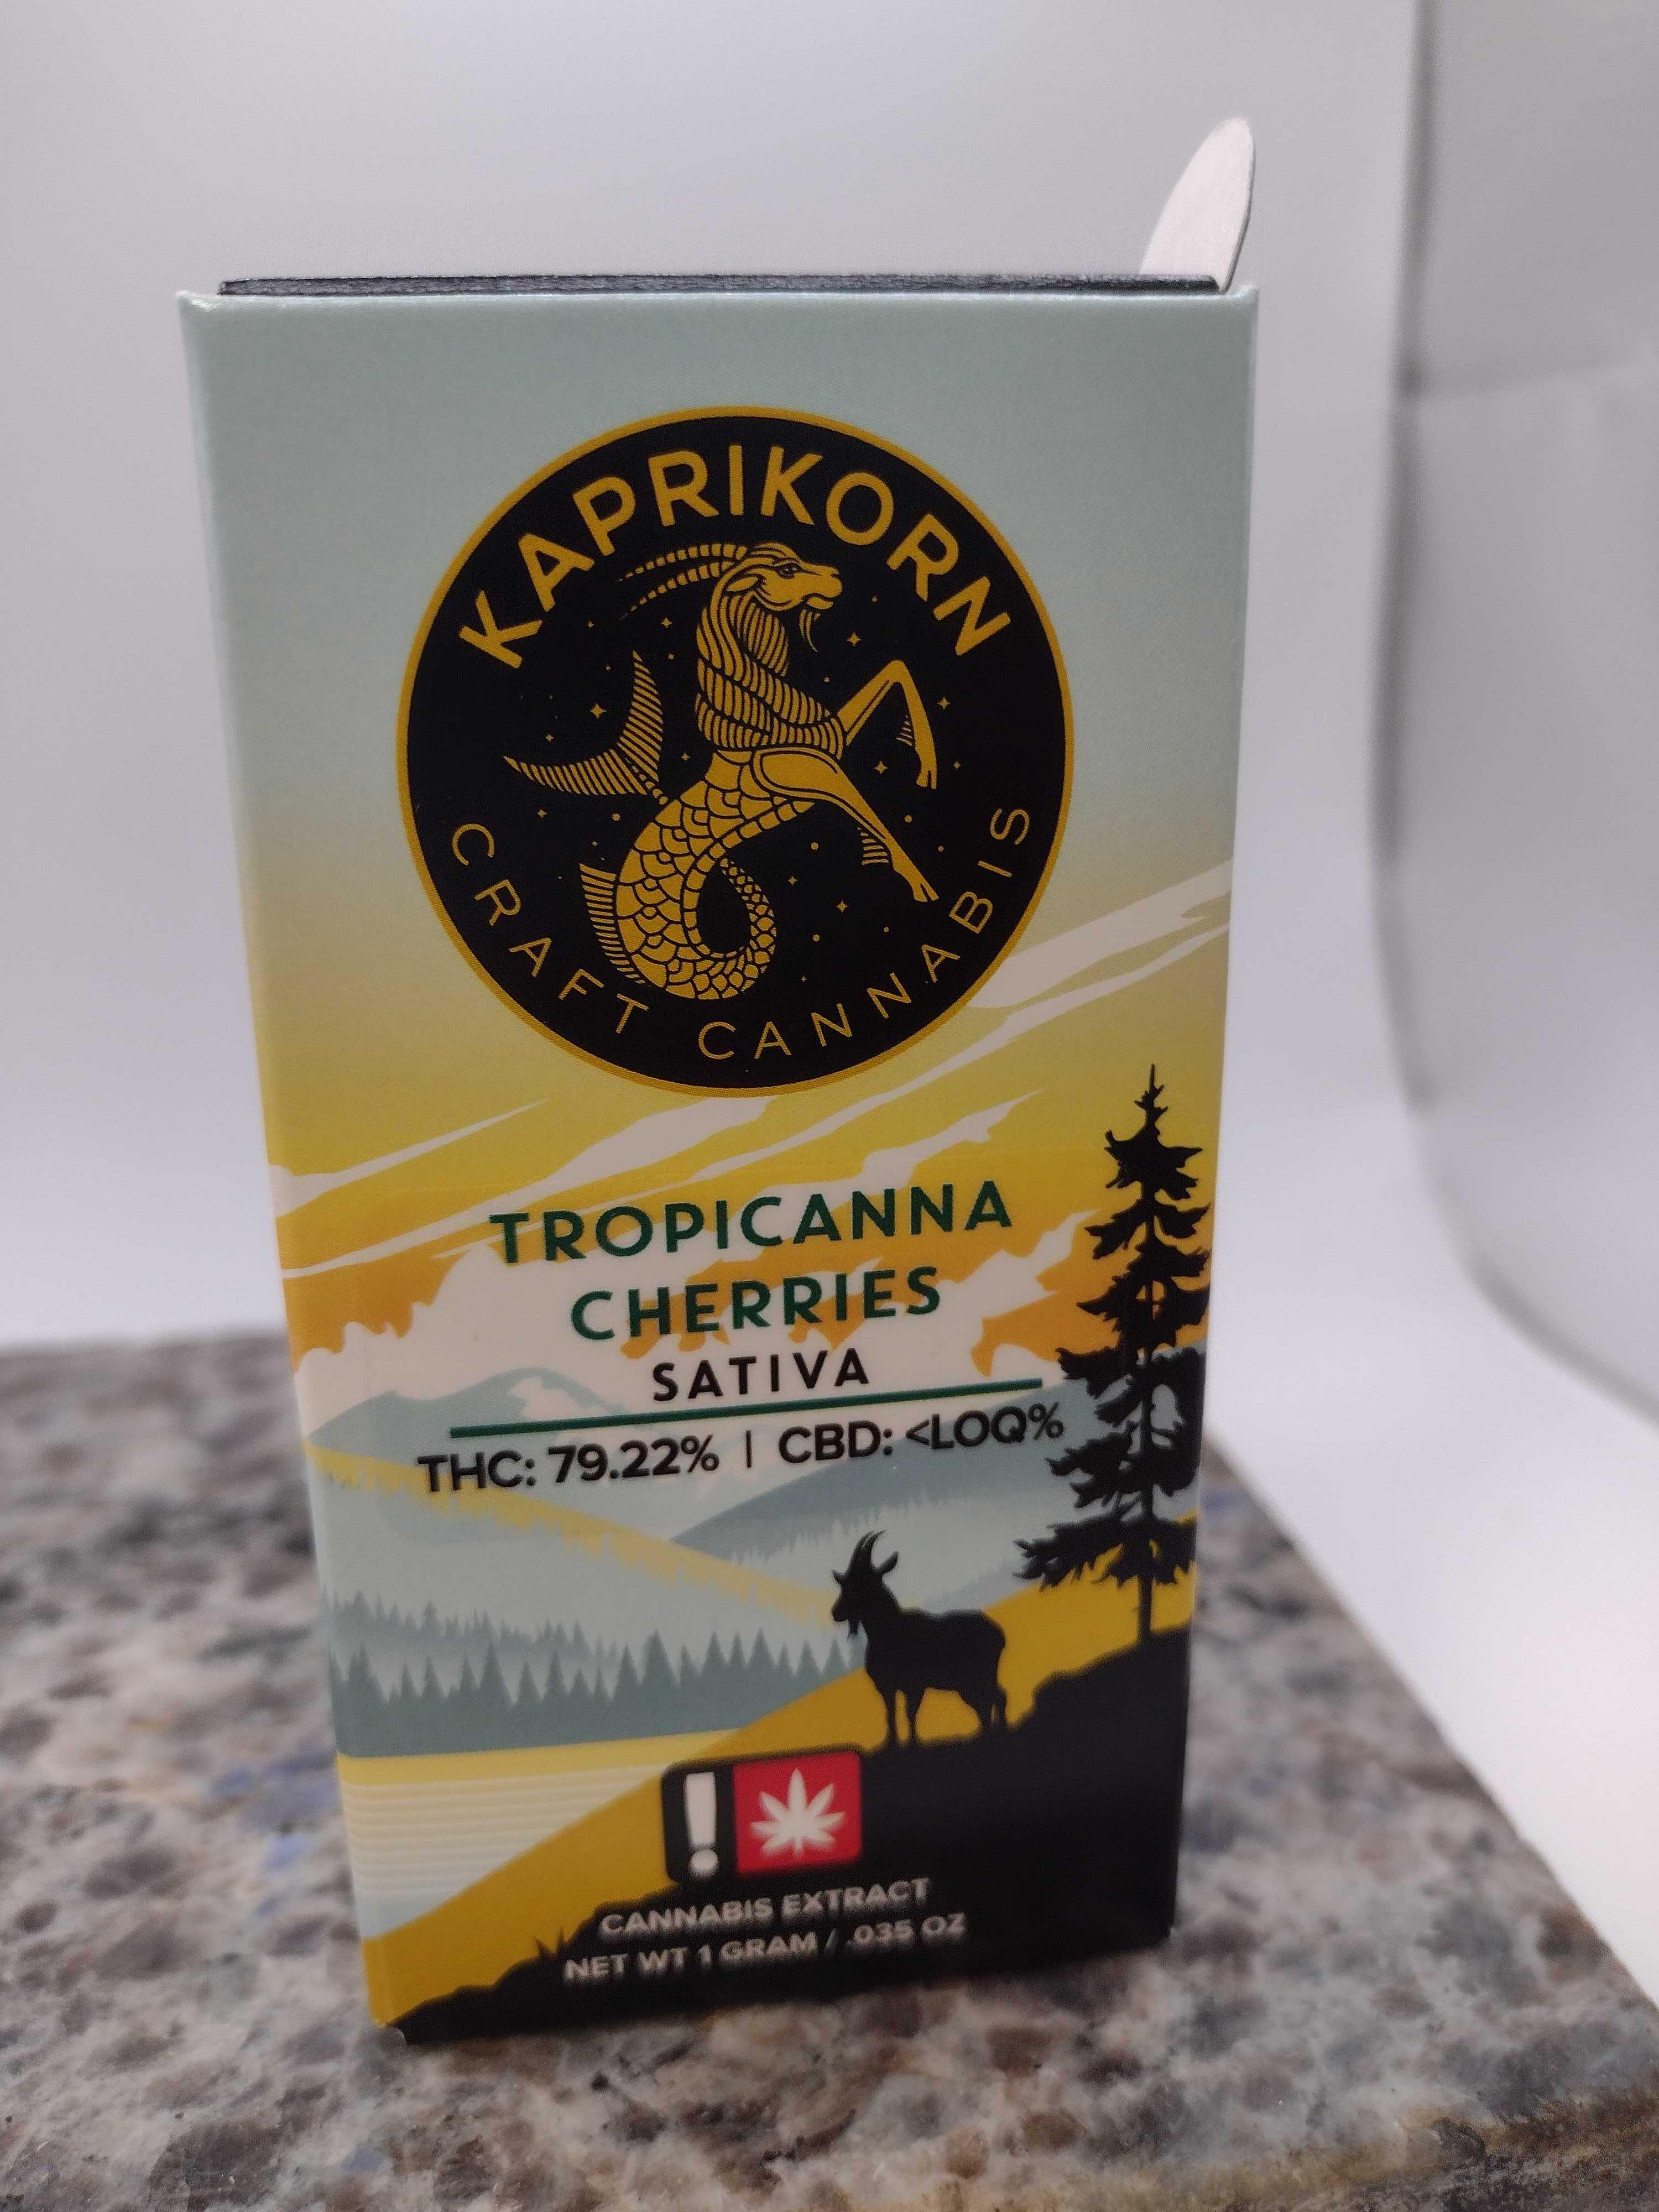 KAPRIKORN
CRAFT CANNABIS
TROPICANNA
CHERRIES
SATIVA
THC: 79.22% | CBD: <LOQ%
!
CANNABIS EXTRACT
NET WT 1 GRAM / .035 OZ